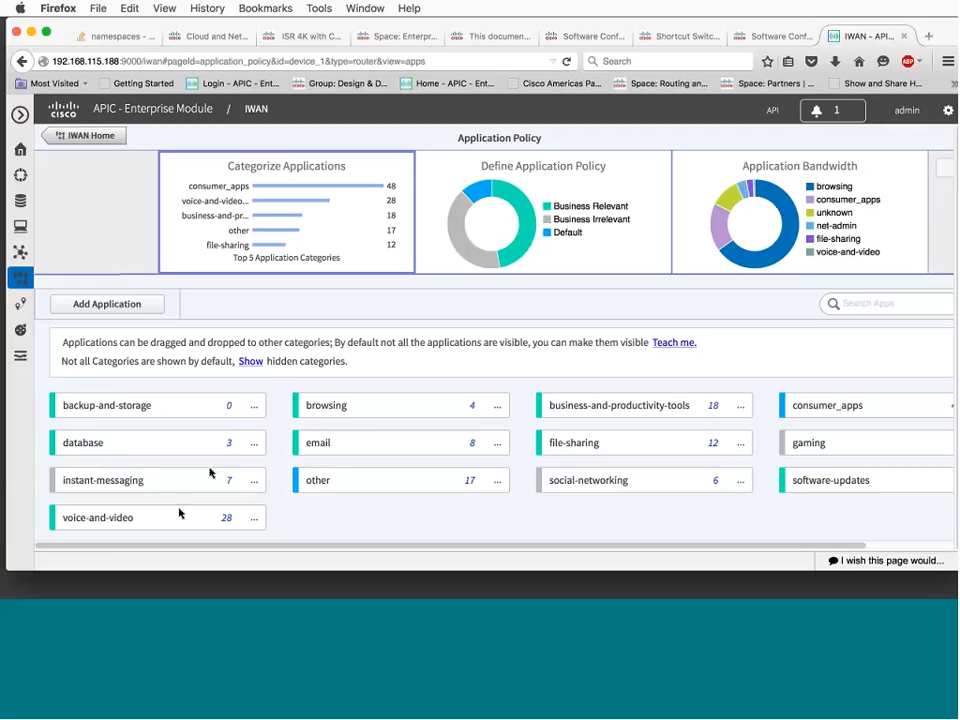 Firefox File Edit View History Bookmarks Tools Window Help
namespaces - ... Cloud and Net... ISR 4K with C... Space: Enterpr... This documen... Software Conf... Shortcut Switc... Software Conf... IWAN - API...
192.168.115.188:9000/iwan#pageId=application_policy&id=device_1&type=router&view=apps Search ABP
Most Visited Getting Started Login - APIC - Ent... Group: Design & D... Home - APIC - Ent... Cisco Americas Pa... Space: Routing an... Space: Partners | ... Show and Share H...
CISCO APIC - Enterprise Module / IWAN API 1 admin
IWAN Home Application Policy
Categorize Applications
consumer_apps 48
voice-and-video... 28
business-and-pr... 18
other 17
file-sharing 12
Top 5 Application Categories
Define Application Policy
Business Relevant
Business Irrelevant
Default
Application Bandwidth
browsing
consumer_apps
unknown
net-admin
file-sharing
voice-and-video
Add Application Search Apps
Applications can be dragged and dropped to other categories; By default not all the applications are visible, you can make them visible Teach me.
Not all Categories are shown by default, Show hidden categories.
backup-and-storage 0 ... browsing 4 ... business-and-productivity-tools 18 ... consumer_apps
database 3 ... email 8 ... file-sharing 12 ... gaming
instant-messaging 7 ... other 17 ... social-networking 6 ... software-updates
voice-and-video 28 ...
I wish this page would...